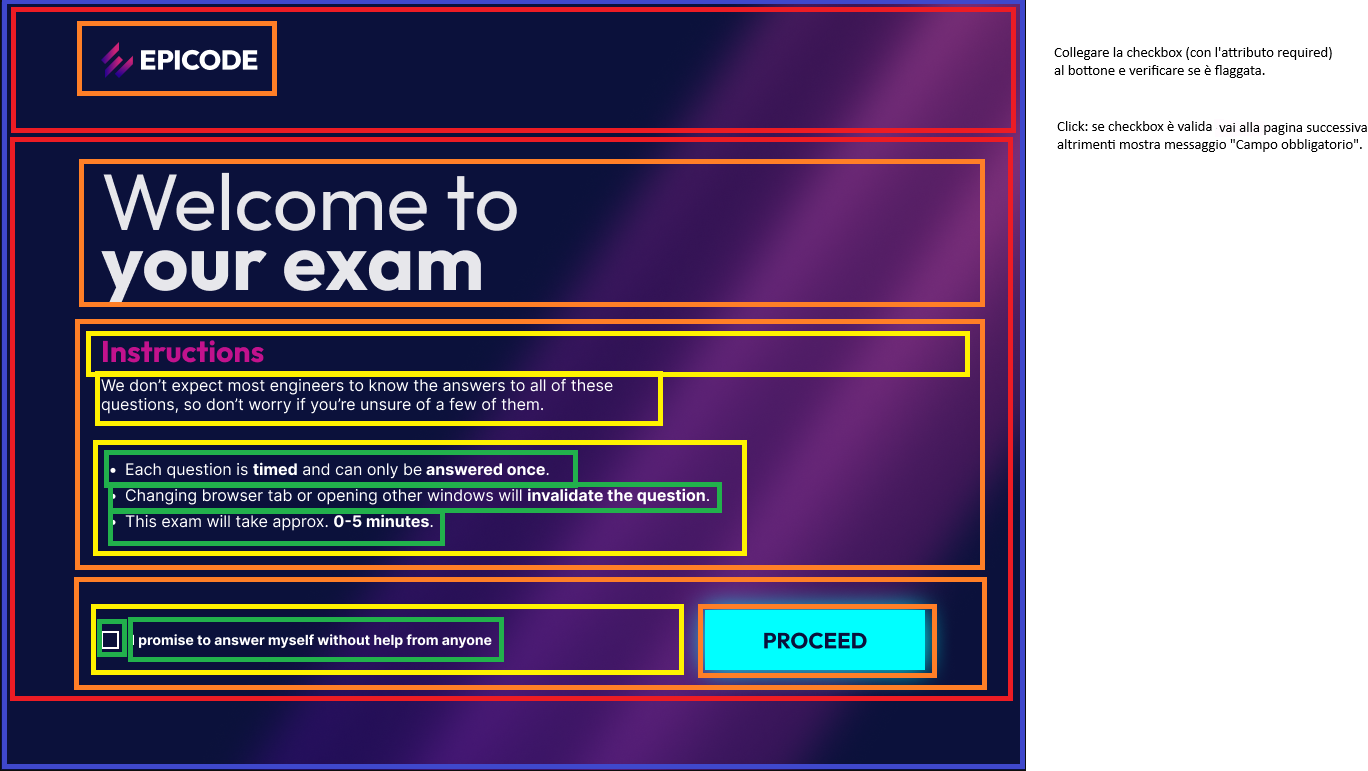 EPICODE
Collegare la checkbox (con l'attributo required)
al bottone e verificare se è flaggata.
Click: se checkbox è valida vai alla pagina successiva
altrimenti mostra messaggio "Campo obbligatorio".
Welcome to
your exam
Instructions
We don’t expect most engineers to know the answers to all of these
questions, so don’t worry if you’re unsure of a few of them.
• Each question is timed and can only be answered once.
• Changing browser tab or opening other windows will invalidate the question.
• This exam will take approx. 0-5 minutes.
I promise to answer myself without help from anyone
PROCEED